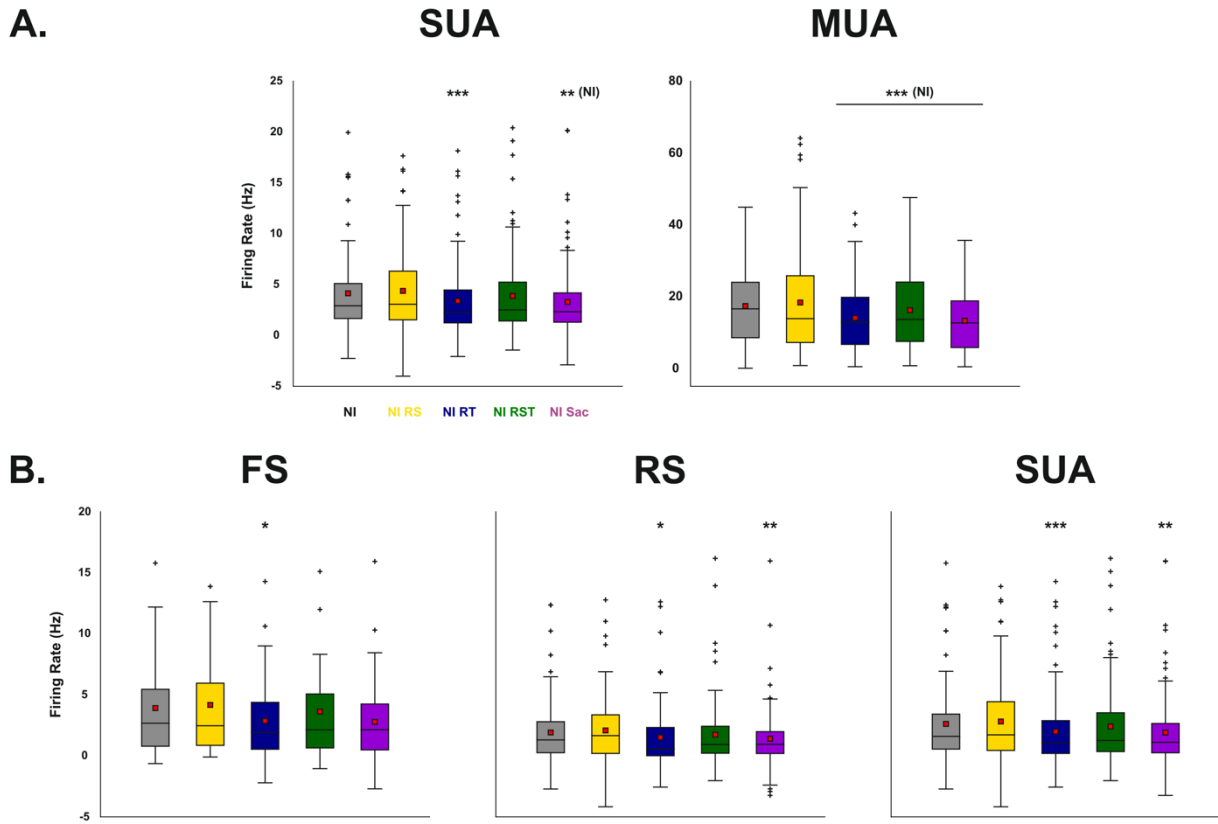 A.
SUA
MUA
Firing Rate (Hz)
25
20
15
10
5
0
-5
***
** (NI)
NI
NI RS
NI RT
NI RST
NI Sac
80
60
40
20
0
*** (NI)
B.
FS
RS
SUA
Firing Rate (Hz)
20
15
10
5
0
-5
*
*
**
***
**